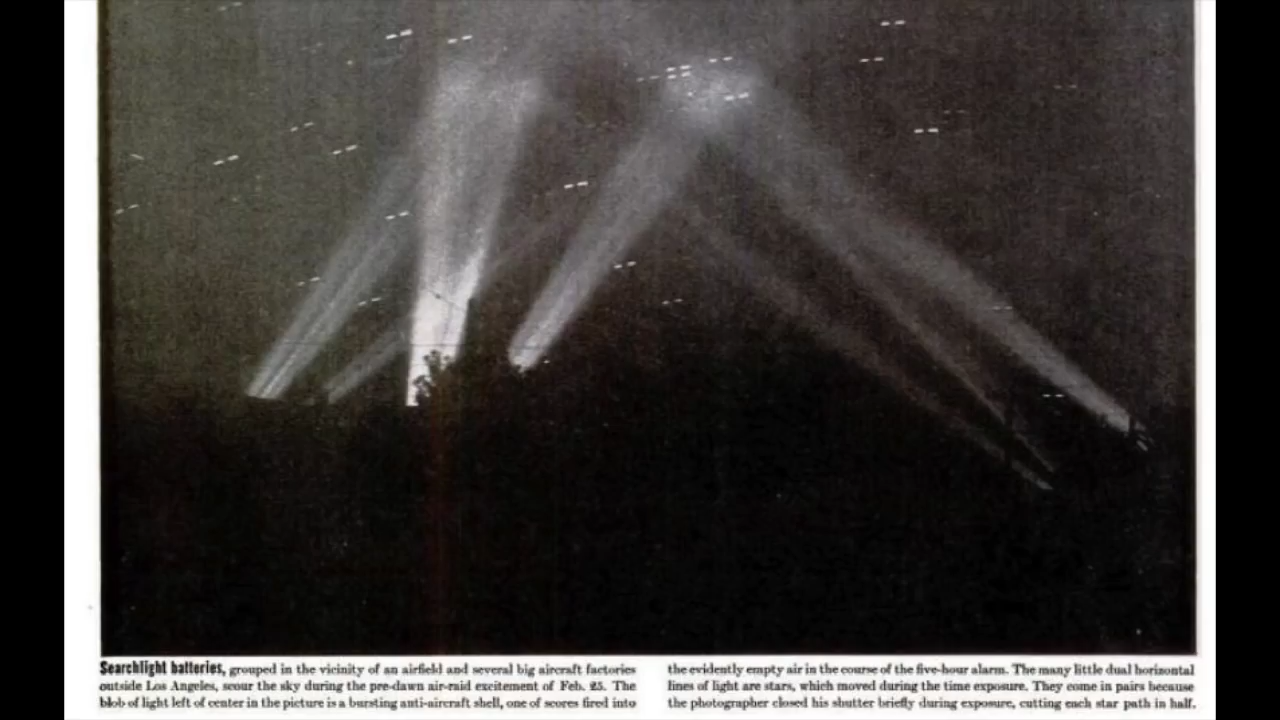 Searchlight batteries, grouped in the vicinity of an airfield and several big aircraft factories
outside Los Angeles, scour the sky during the pre-dawn air-raid excitement of Feb. 25. The
blob of light left of center in the picture is a bursting anti-aircraft shell, one of scores fired into
the evidently empty air in the course of the five-hour alarm. The many little dual horizontal
lines of light are stars, which moved during the time exposure. They come in pairs because
the photographer closed his shutter briefly during exposure, cutting each star path in half.